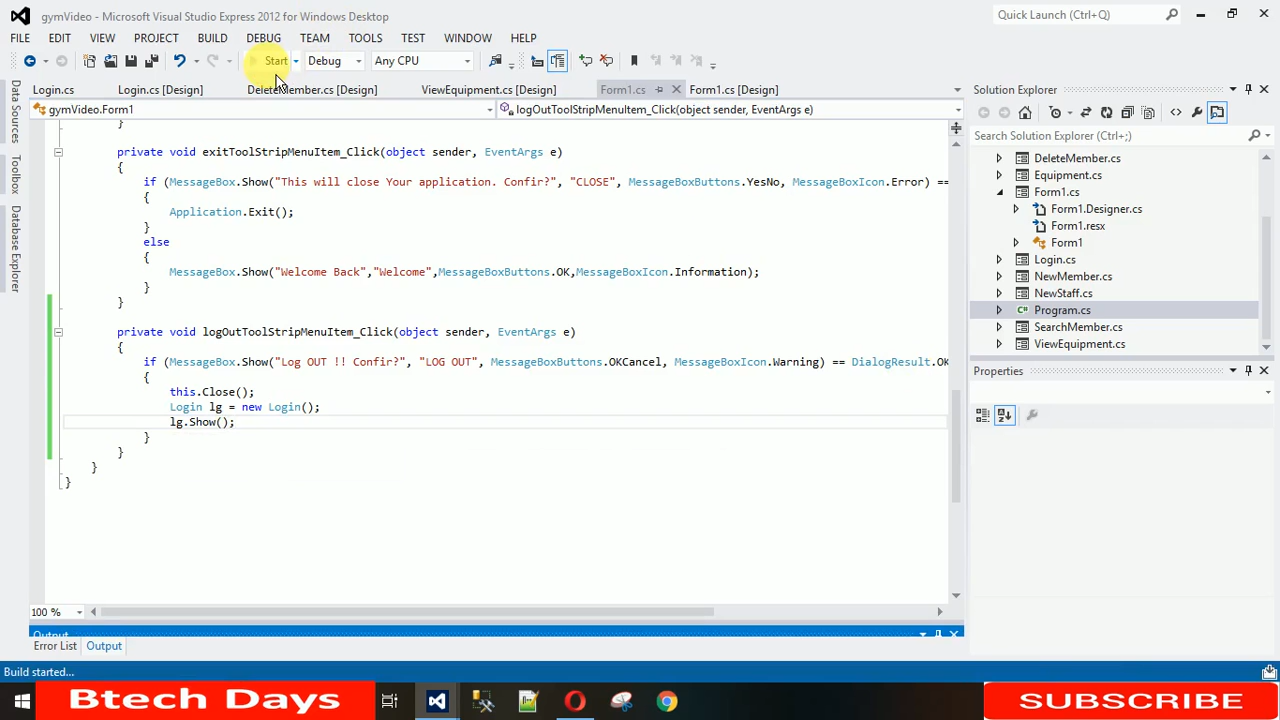 gymVideo - Microsoft Visual Studio Express 2012 for Windows Desktop
Quick Launch (Ctrl+Q)
FILE EDIT VIEW PROJECT BUILD DEBUG TEAM TOOLS TEST WINDOW HELP
Start Debug Any CPU
Login.cs Login.cs [Design] DeleteMember.cs [Design] ViewEquipment.cs [Design] Form1.cs Form1.cs [Design]
gymVideo.Form1 logOutToolStripMenuItem_Click(object sender, EventArgs e)
Data Sources
Toolbox
Database Explorer
}
private void exitToolStripMenuItem_Click(object sender, EventArgs e)
{
if (MessageBox.Show("This will close Your application. Confir?", "CLOSE", MessageBoxButtons.YesNo, MessageBoxIcon.Error) ==
{
Application.Exit();
}
else
{
MessageBox.Show("Welcome Back","Welcome",MessageBoxButtons.OK,MessageBoxIcon.Information);
}
}
private void logOutToolStripMenuItem_Click(object sender, EventArgs e)
{
if (MessageBox.Show("Log OUT !! Confir?", "LOG OUT", MessageBoxButtons.OKCancel, MessageBoxIcon.Warning) == DialogResult.OK
{
this.Close();
Login lg = new Login();
lg.Show();
}
}
}
}
100 %
Output
Error List Output
Build started...
Solution Explorer
Search Solution Explorer (Ctrl+;)
DeleteMember.cs
Equipment.cs
Form1.cs
Form1.Designer.cs
Form1.resx
Form1
Login.cs
NewMember.cs
NewStaff.cs
Program.cs
SearchMember.cs
ViewEquipment.cs
Properties
Btech Days
SUBSCRIBE